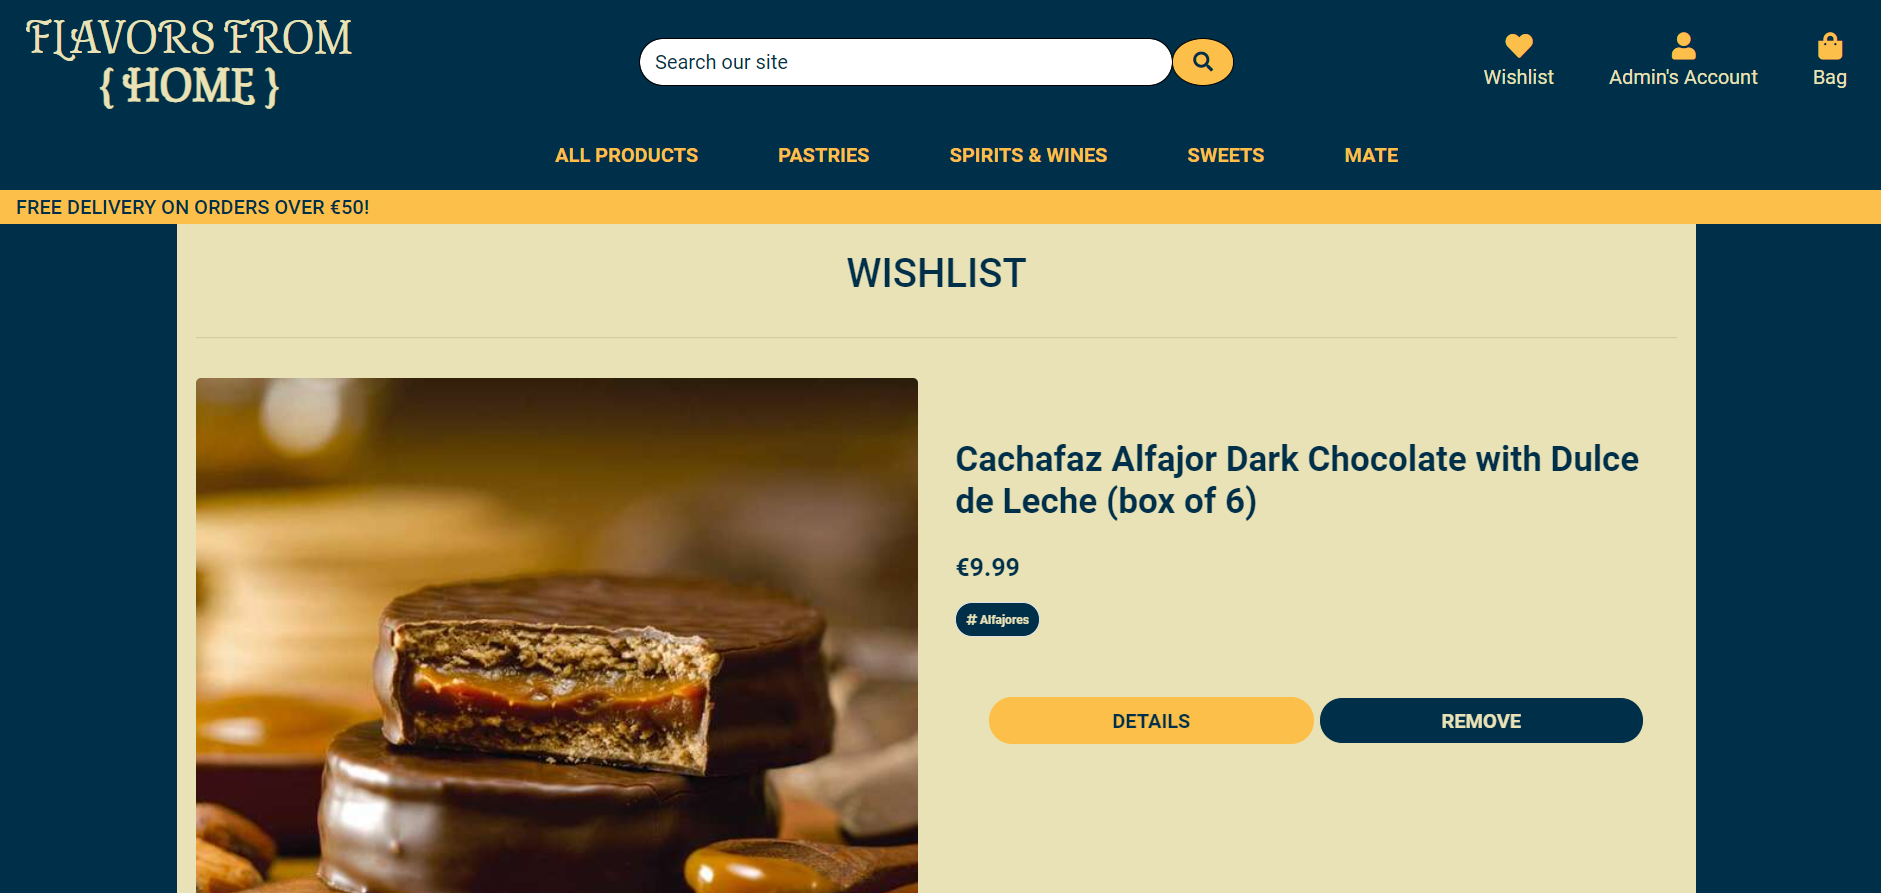 FLAVORS FROM
{ HOME }
Search our site
Wishlist
Admin's Account
Bag
ALL PRODUCTS
PASTRIES
SPIRITS & WINES
SWEETS
MATE
FREE DELIVERY ON ORDERS OVER €50!
WISHLIST
Cachafaz Alfajor Dark Chocolate with Dulce
de Leche (box of 6)
€9.99
# Alfajores
DETAILS
REMOVE